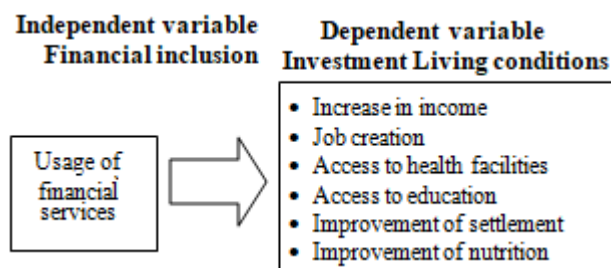 Independent variable
Financial inclusion
Usage of
financial
services
Dependent variable
Investment Living conditions
• Increase in income
• Job creation
• Access to health facilities
• Access to education
• Improvement of settlement
• Improvement of nutrition